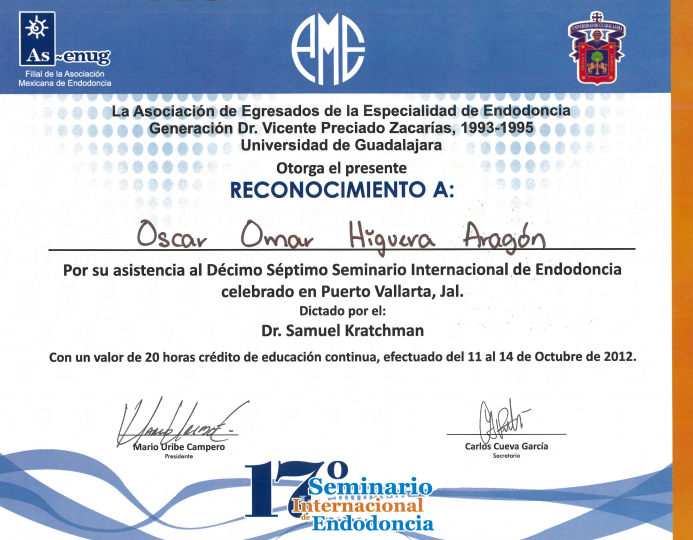 As~enug
Filial de la Asociación
Mexicana de Endodoncia
AME
UNIVERSIDAD DE GUADALAJARA
La Asociación de Egresados de la Especialidad de Endodoncia
Generación Dr. Vicente Preciado Zacarías, 1993-1995
Universidad de Guadalajara
Otorga el presente
RECONOCIMIENTO A:
Oscar Omar Higuera Aragón
Por su asistencia al Décimo Séptimo Seminario Internacional de Endodoncia
celebrado en Puerto Vallarta, Jal.
Dictado por el:
Dr. Samuel Kratchman
Con un valor de 20 horas crédito de educación continua, efectuado del 11 al 14 de Octubre de 2012.
Mario Uribe Campero
Presidente
Carlos Cueva García
Secretario
17º
Seminario
Internacional
de Endodoncia